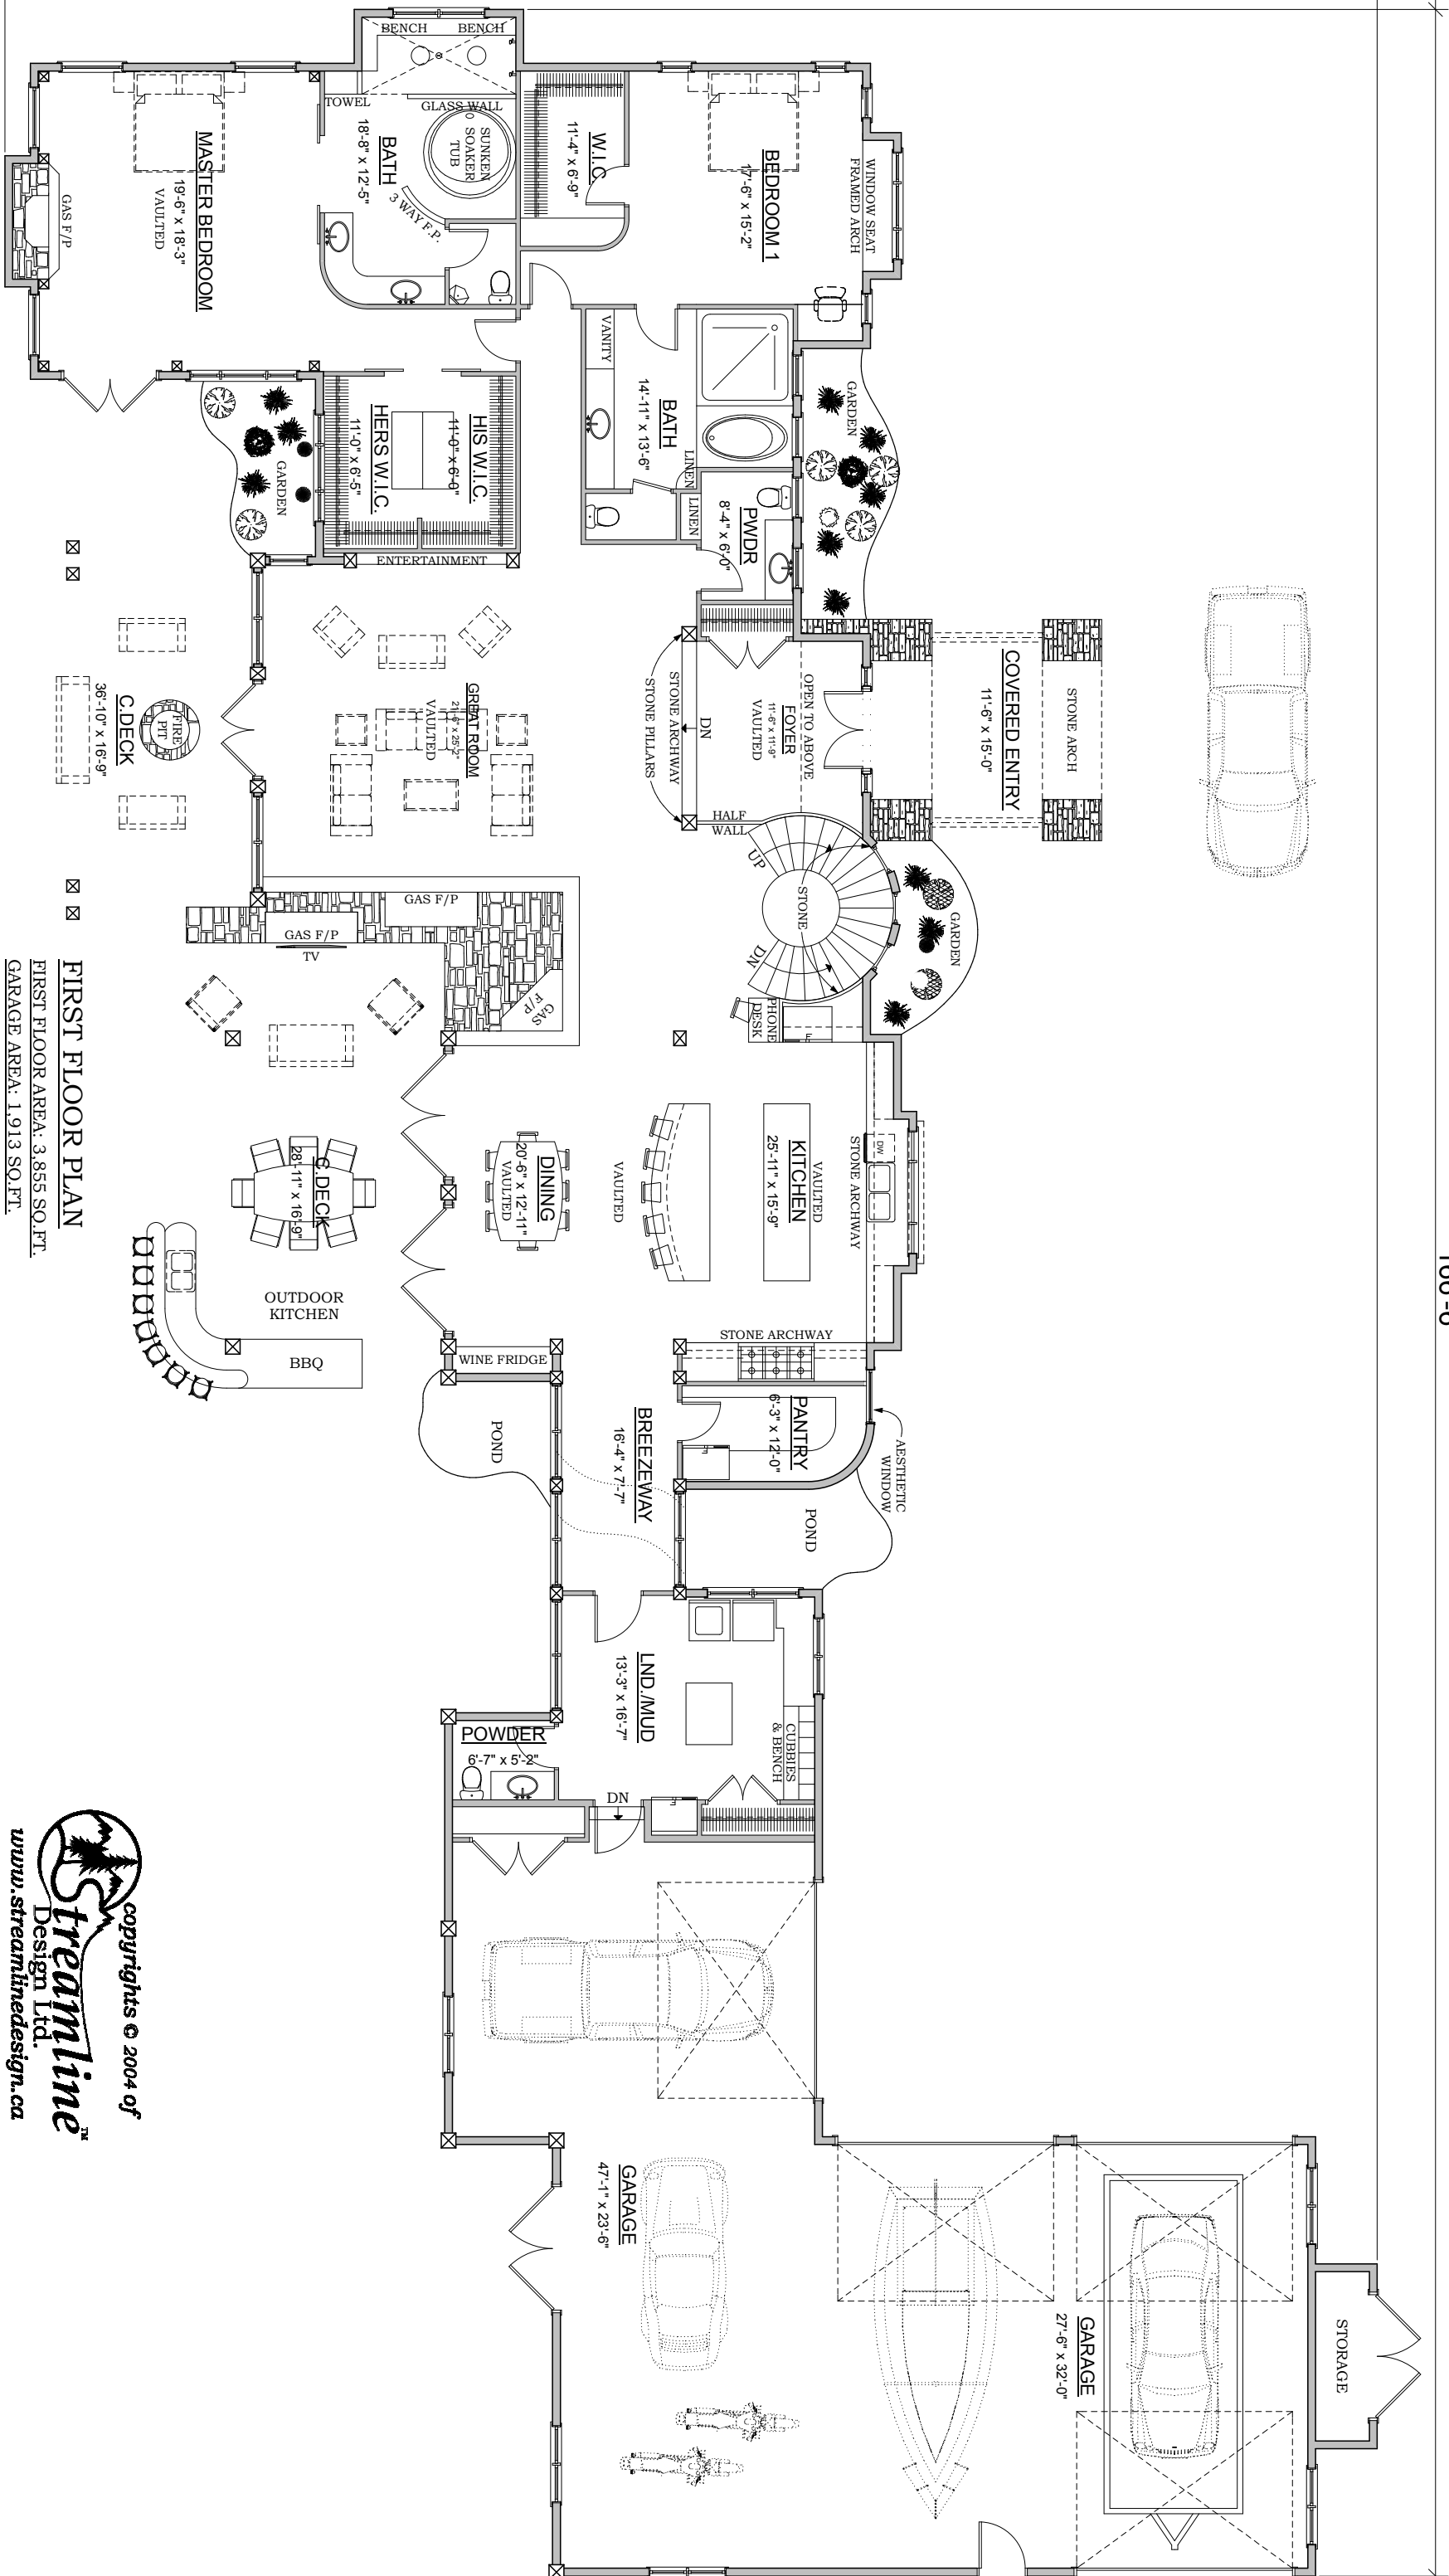 BENCH
BENCH
TOWEL
GLASS WALL
SUNKEN
SOAKER
TUB
BATH
18'-8" x 12'-5"
3 WAY F.P.
W.I.C
11'-4" x 6'-9"
BEDROOM 1
17'-6" x 15'-2"
WINDOW SEAT
FRAMED ARCH
MASTER BEDROOM
19'-6" x 18'-3"
VAULTED
GAS F/P
VANITY
BATH
14'-11" x 13'-6"
LINEN
LINEN
PWDR
8'-4" x 6'-0"
GARDEN
HIS W.I.C.
11'-0" x 6'-0"
HERS W.I.C.
11'-0" x 6'-5"
GARDEN
ENTERTAINMENT
COVERED ENTRY
11'-6" x 15'-0"
STONE ARCH
OPEN TO ABOVE
FOYER
11'-6" x 11'-9"
VAULTED
DN
STONE ARCHWAY
STONE PILLARS
HALF
WALL
UP
STONE
DN
GARDEN
PHONE
DESK
GREAT ROOM
21'-6" x 25'-2"
VAULTED
FIRE
PIT
C.DECK
36'-10" x 16'-9"
GAS F/P
GAS F/P
TV
GAS
F/P
STONE ARCHWAY
DW
VAULTED
KITCHEN
25'-11" x 15'-9"
VAULTED
DINING
20'-6" x 12'-11"
VAULTED
C.DECK
28'-11" x 16'-9"
OUTDOOR
KITCHEN
BBQ
STONE ARCHWAY
WINE FRIDGE
PANTRY
6'-3" x 12'-0"
AESTHETIC
WINDOW
BREEZEWAY
16'-4" x 7'-7"
POND
POND
LND./MUD
13'-3" x 16'-7"
CUBBIES
& BENCH
POWDER
6'-7" x 5'-2"
DN
GARAGE
47'-1" x 23'-6"
GARAGE
27'-6" x 32'-0"
STORAGE
FIRST FLOOR PLAN
FIRST FLOOR AREA: 3,855 SQ.FT.
GARAGE AREA: 1,913 SQ.FT.
copyrights © 2004 of
Streamline™
Design Ltd.
www.streamlinedesign.ca